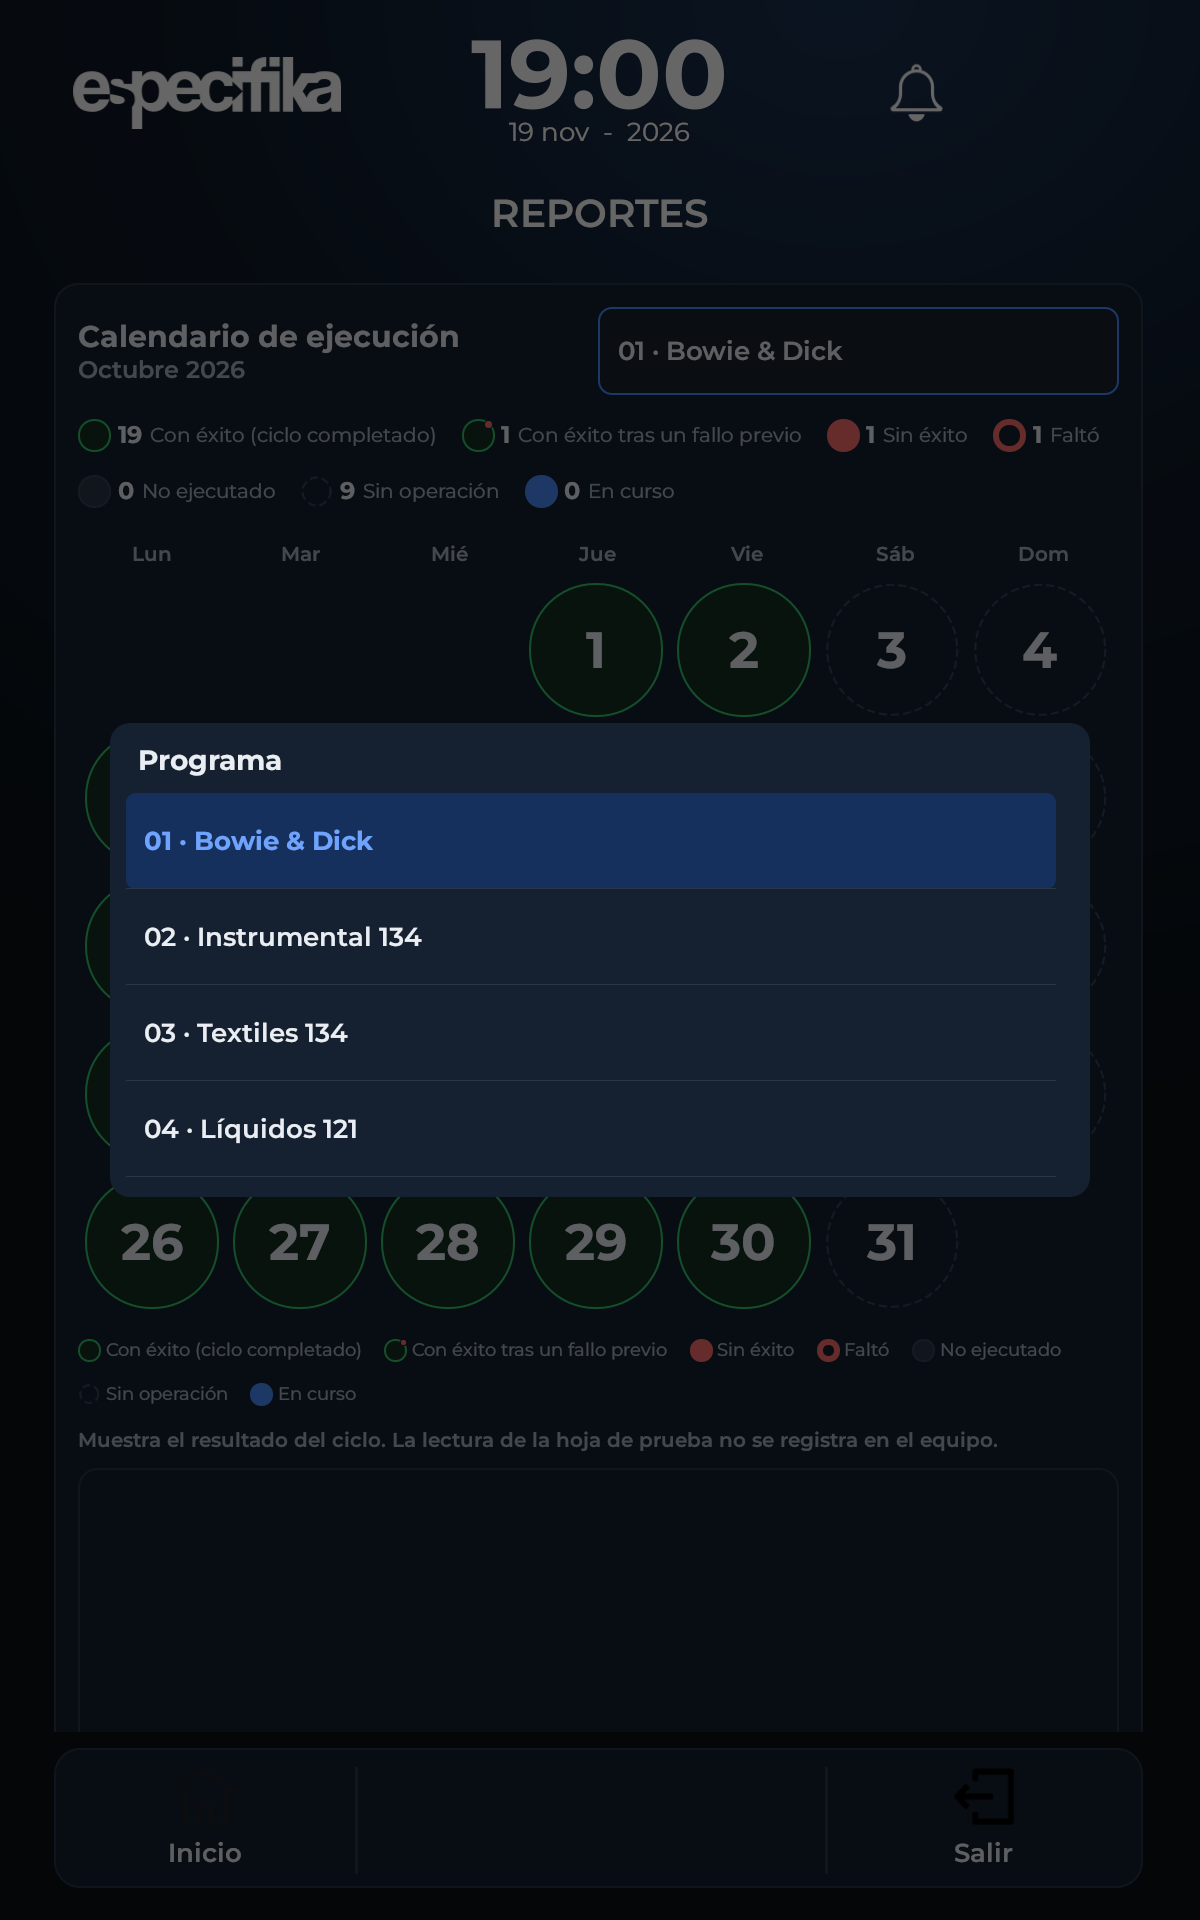 especifika
19:00
19 nov - 2026
REPORTES
Calendario de ejecución
Octubre 2026
01 · Bowie & Dick
19 Con éxito (ciclo completado) 1 Con éxito tras un fallo previo 1 Sin éxito 1 Faltó
0 No ejecutado 9 Sin operación 0 En curso
Lun Mar Mié Jue Vie Sáb Dom
1 2 3 4
Programa
01 · Bowie & Dick
02 · Instrumental 134
03 · Textiles 134
04 · Líquidos 121
26 27 28 29 30 31
Con éxito (ciclo completado) Con éxito tras un fallo previo Sin éxito Faltó No ejecutado
Sin operación En curso
Muestra el resultado del ciclo. La lectura de la hoja de prueba no se registra en el equipo.
Inicio Salir